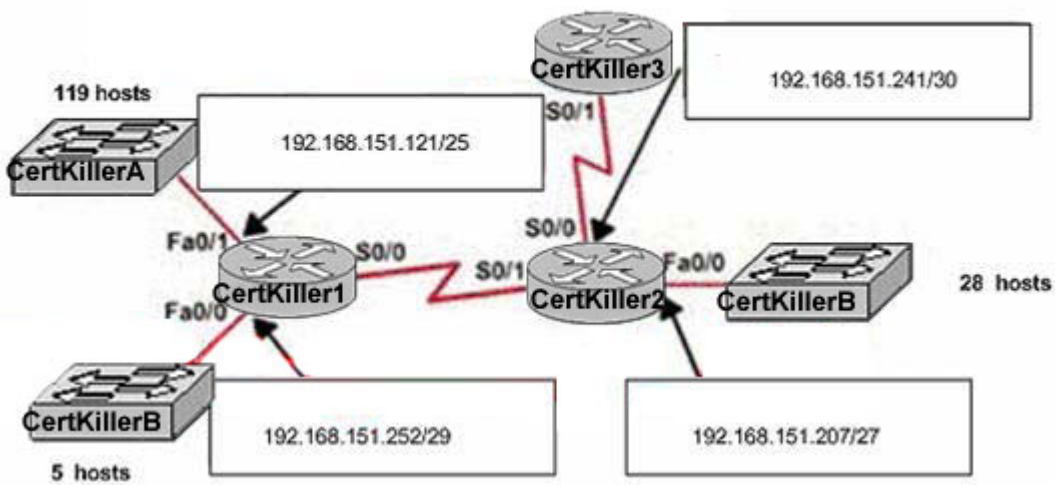 CertKiller3
192.168.151.241/30
119 hosts
S0/1
192.168.151.121/25
CertKillerA
Fa0/1
S0/0
S0/0
S0/1
Fa0/0
CertKiller1
CertKiller2
CertKillerB
28 hosts
Fa0/0
CertKillerB
192.168.151.252/29
192.168.151.207/27
5 hosts